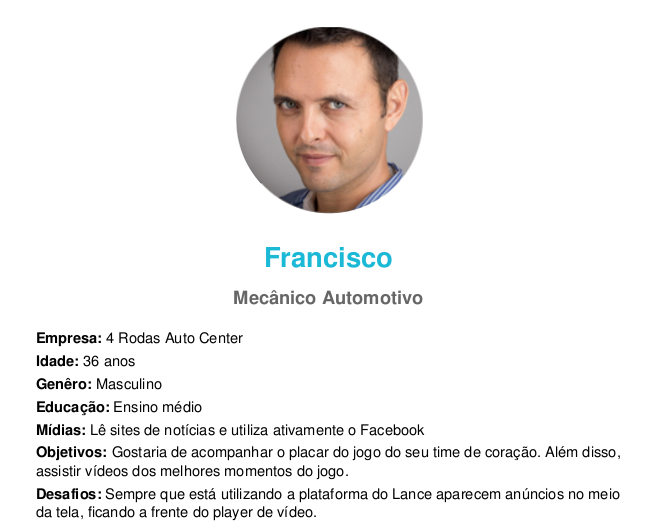 Francisco
Mecânico Automotivo
Empresa: 4 Rodas Auto Center
Idade: 36 anos
Genêro: Masculino
Educação: Ensino médio
Mídias: Lê sites de notícias e utiliza ativamente o Facebook
Objetivos: Gostaria de acompanhar o placar do jogo do seu time de coração. Além disso,
assistir vídeos dos melhores momentos do jogo.
Desafios: Sempre que está utilizando a plataforma do Lance aparecem anúncios no meio
da tela, ficando a frente do player de vídeo.